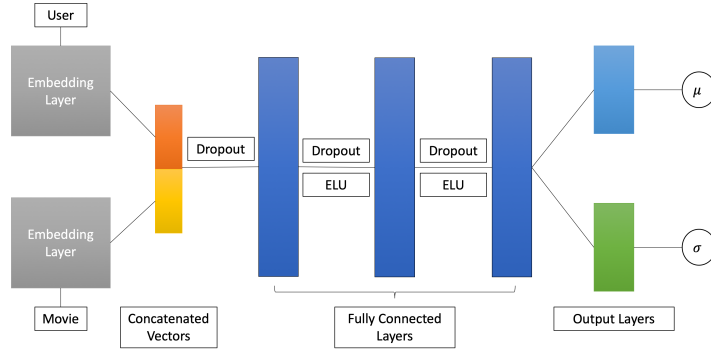 User
Embedding
Layer
Dropout
Dropout
ELU
Dropout
ELU
μ
Embedding
Layer
σ
Movie
Concatenated
Vectors
Fully Connected
Layers
Output Layers